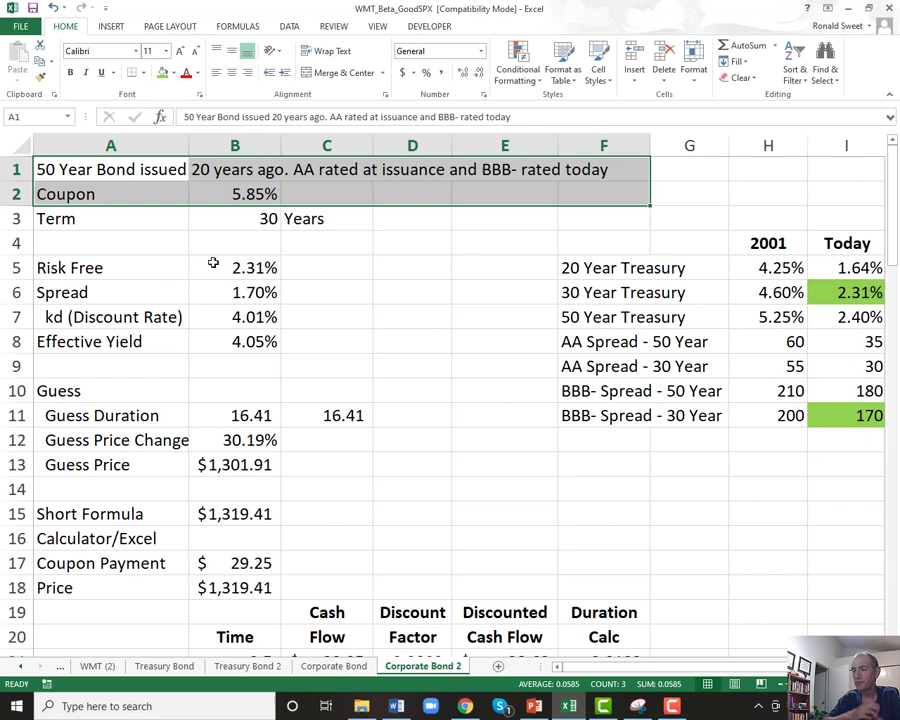 WMT_Beta_GoodSPX [Compatibility Mode] - Excel
FILE HOME INSERT PAGE LAYOUT FORMULAS DATA REVIEW VIEW DEVELOPER Ronald Sweet
Paste Calibri 11 Wrap Text General Conditional Formatting Format as Table Cell Styles Insert Delete Format AutoSum Fill Clear Sort & Filter Find & Select
B I U Merge & Center $ % ,
Clipboard Font Alignment Number Styles Cells Editing
A1 fx 50 Year Bond issued 20 years ago. AA rated at issuance and BBB- rated today
A B C D E F G H I
1 50 Year Bond issued 20 years ago. AA rated at issuance and BBB- rated today
2 Coupon 5.85%
3 Term 30 Years
4 2001 Today
5 Risk Free 2.31% 20 Year Treasury 4.25% 1.64%
6 Spread 1.70% 30 Year Treasury 4.60% 2.31%
7 kd (Discount Rate) 4.01% 50 Year Treasury 5.25% 2.40%
8 Effective Yield 4.05% AA Spread - 50 Year 60 35
9 AA Spread - 30 Year 55 30
10 Guess BBB- Spread - 50 Year 210 180
11 Guess Duration 16.41 16.41 BBB- Spread - 30 Year 200 170
12 Guess Price Change 30.19%
13 Guess Price $1,301.91
14
15 Short Formula $1,319.41
16 Calculator/Excel
17 Coupon Payment $ 29.25
18 Price $1,319.41
19 Cash Discount Discounted Duration
20 Time Flow Factor Cash Flow Calc
... WMT (2) Treasury Bond Treasury Bond 2 Corporate Bond Corporate Bond 2
READY AVERAGE: 0.0585 COUNT: 3 SUM: 0.0585
Type here to search